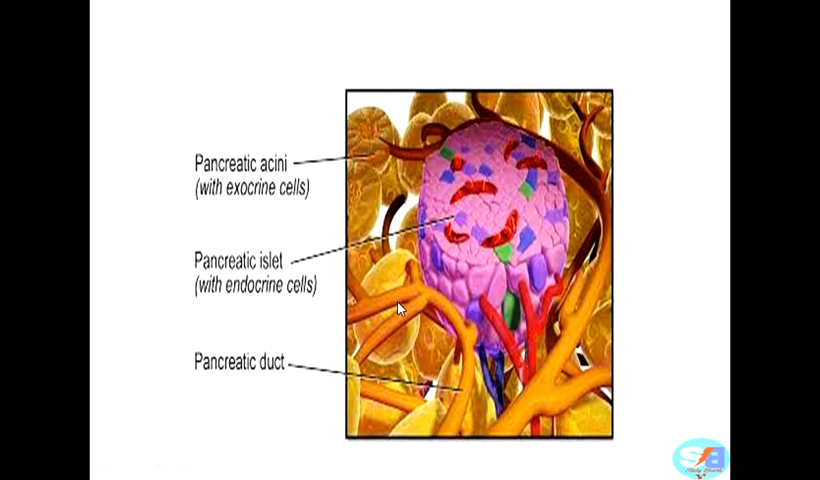 Pancreatic acini
(with exocrine cells)
Pancreatic islet
(with endocrine cells)
Pancreatic duct